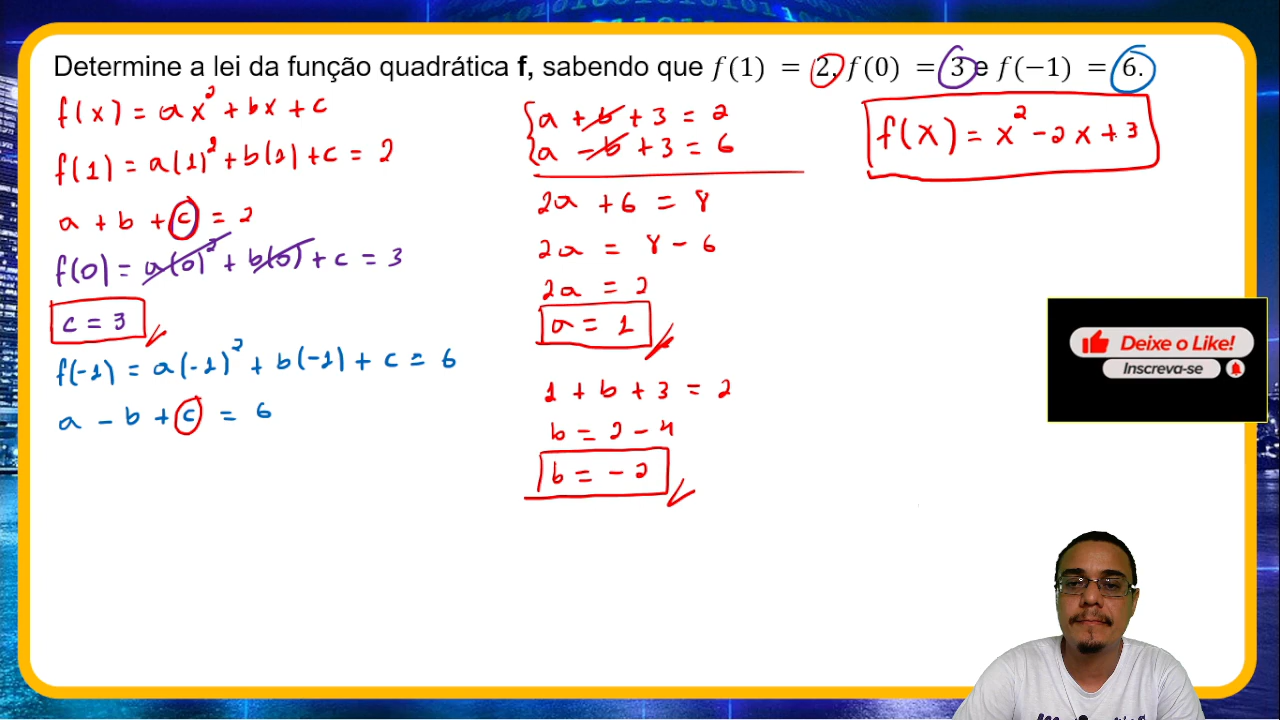 Determine a lei da função quadrática f, sabendo que f(1) = 2, f(0) = 3 e f(−1) = 6.
f(x) = ax² + bx + c
f(1) = a(1)² + b(1) + c = 2
a + b + c = 2
f(0) = a(0)² + b(0) + c = 3
c = 3
f(-1) = a(-1)² + b(-1) + c = 6
a - b + c = 6
a + b + 3 = 2
a - b + 3 = 6
2a + 6 = 8
2a = 8 - 6
2a = 2
a = 1
1 + b + 3 = 2
b = 2 - 4
b = -2
f(x) = x² - 2x + 3
Deixe o Like!
Inscreva-se